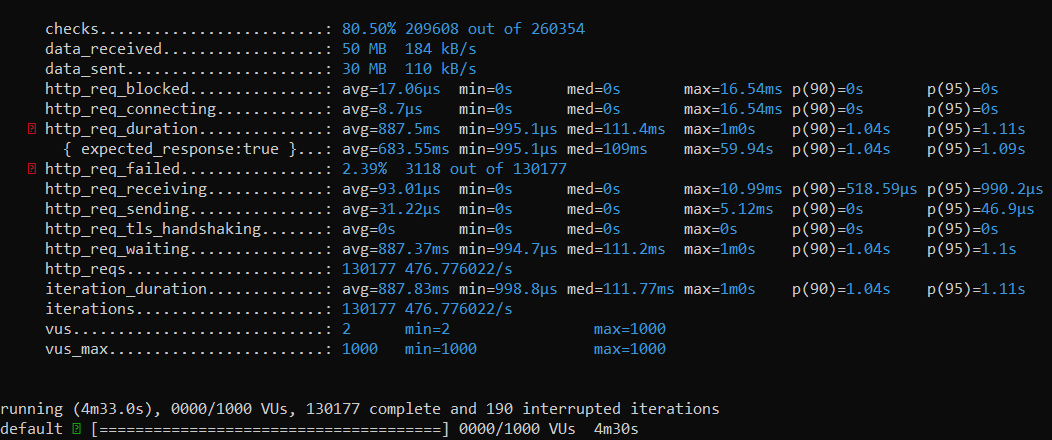 checks.........................: 80.50% 209608 out of 260354
data_received..................: 50 MB  184 kB/s
data_sent......................: 30 MB  110 kB/s
http_req_blocked...............: avg=17.06µs  min=0s      med=0s      max=16.54ms p(90)=0s       p(95)=0s
http_req_connecting............: avg=8.7µs    min=0s      med=0s      max=16.54ms p(90)=0s       p(95)=0s
http_req_duration..............: avg=887.5ms  min=995.1µs med=111.4ms max=1m0s    p(90)=1.04s    p(95)=1.11s
{ expected_response:true }...: avg=683.55ms min=995.1µs med=109ms   max=59.94s  p(90)=1.04s    p(95)=1.09s
http_req_failed................: 2.39%  3118 out of 130177
http_req_receiving.............: avg=93.01µs  min=0s      med=0s      max=10.99ms p(90)=518.59µs p(95)=990.2µs
http_req_sending...............: avg=31.22µs  min=0s      med=0s      max=5.12ms  p(90)=0s       p(95)=46.9µs
http_req_tls_handshaking.......: avg=0s       min=0s      med=0s      max=0s      p(90)=0s       p(95)=0s
http_req_waiting...............: avg=887.37ms min=994.7µs med=111.2ms max=1m0s    p(90)=1.04s    p(95)=1.1s
http_reqs......................: 130177 476.776022/s
iteration_duration.............: avg=887.83ms min=998.8µs med=111.77ms max=1m0s    p(90)=1.04s    p(95)=1.11s
iterations.....................: 130177 476.776022/s
vus............................: 2      min=2                max=1000
vus_max........................: 1000   min=1000             max=1000
running (4m33.0s), 0000/1000 VUs, 130177 complete and 190 interrupted iterations
default [======================================] 0000/1000 VUs  4m30s